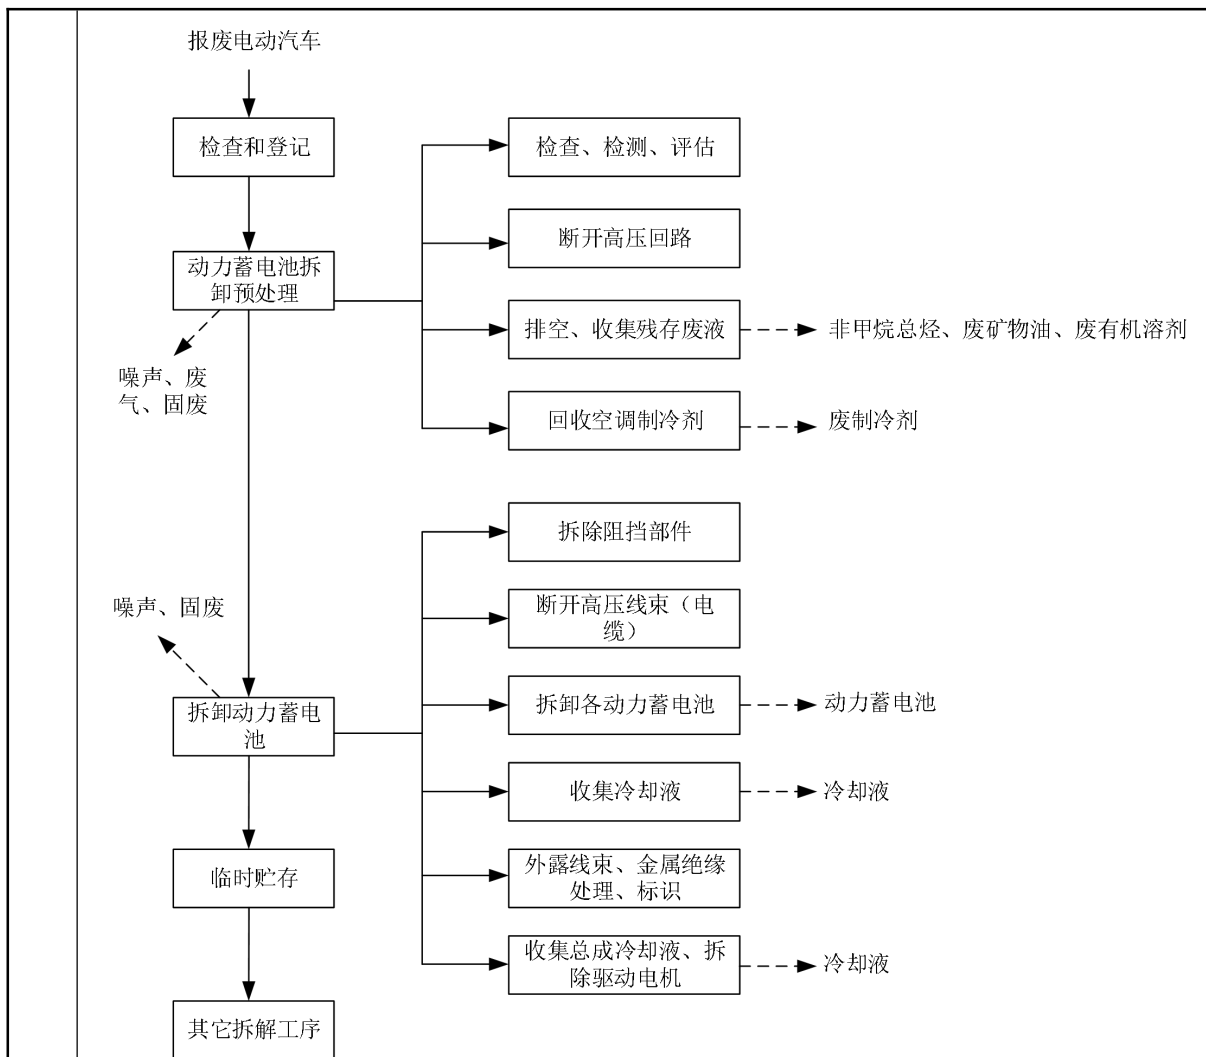 报废电动汽车
检查和登记
检查、检测、评估
断开高压回路
动力蓄电池拆
卸预处理
排空、收集残存废液
非甲烷总烃、废矿物油、废有机溶剂
噪声、废
气、固废
回收空调制冷剂
废制冷剂
拆除阻挡部件
断开高压线束（电
缆）
噪声、固废
拆卸各动力蓄电池
动力蓄电池
拆卸动力蓄电
池
收集冷却液
冷却液
外露线束、金属绝缘
处理、标识
临时贮存
收集总成冷却液、拆
除驱动电机
冷却液
其它拆解工序